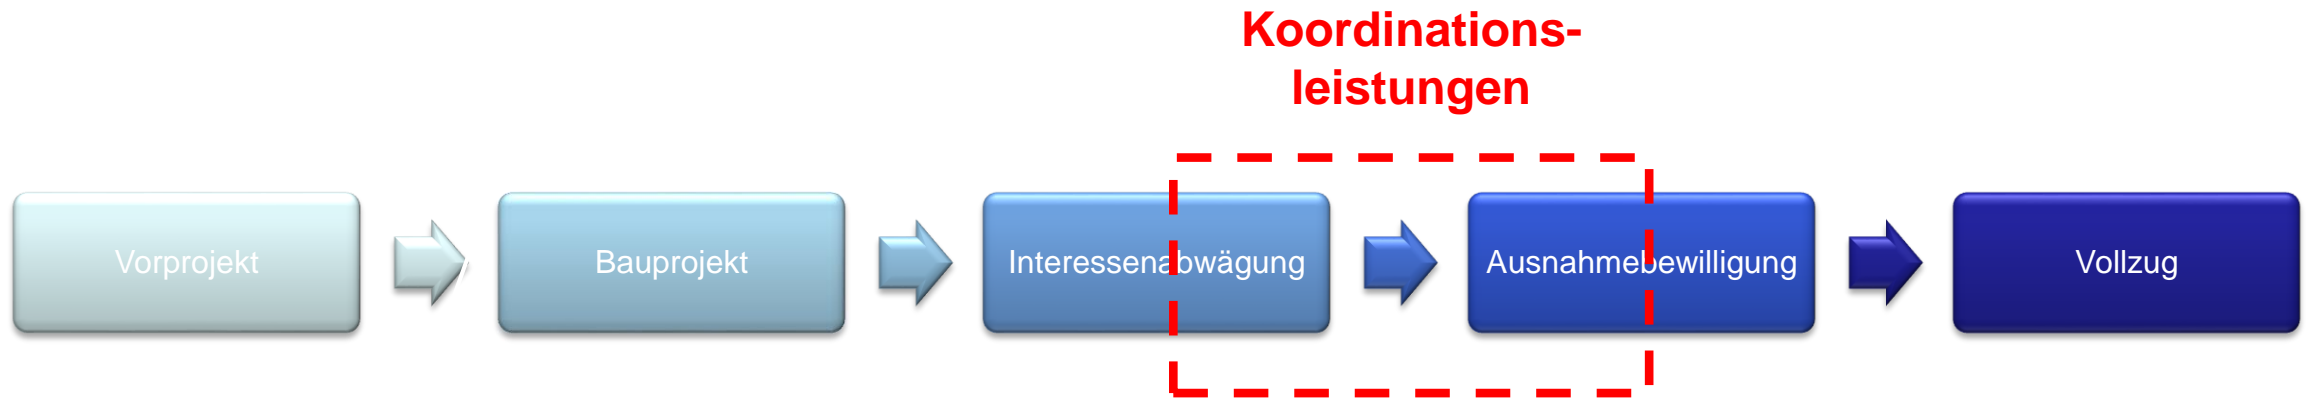 Koordinations-
leistungen
Vorprojekt
Bauprojekt
Interessenabwägung
Ausnahmebewilligung
Vollzug